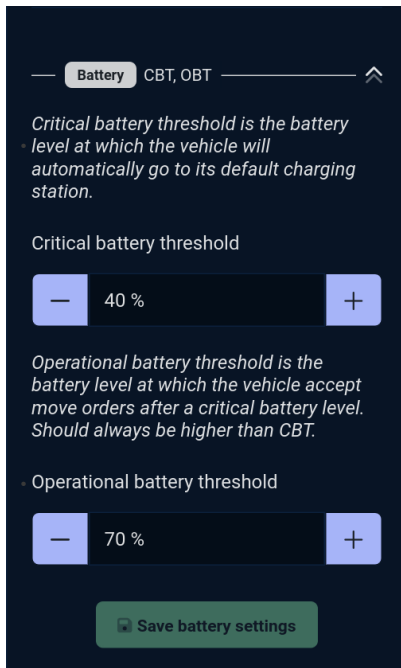 Battery CBT, OBT
Critical battery threshold is the battery
level at which the vehicle will
automatically go to its default charging
station.
Critical battery threshold
40 %
Operational battery threshold is the
battery level at which the vehicle accept
move orders after a critical battery level.
Should always be higher than CBT.
Operational battery threshold
70 %
Save battery settings